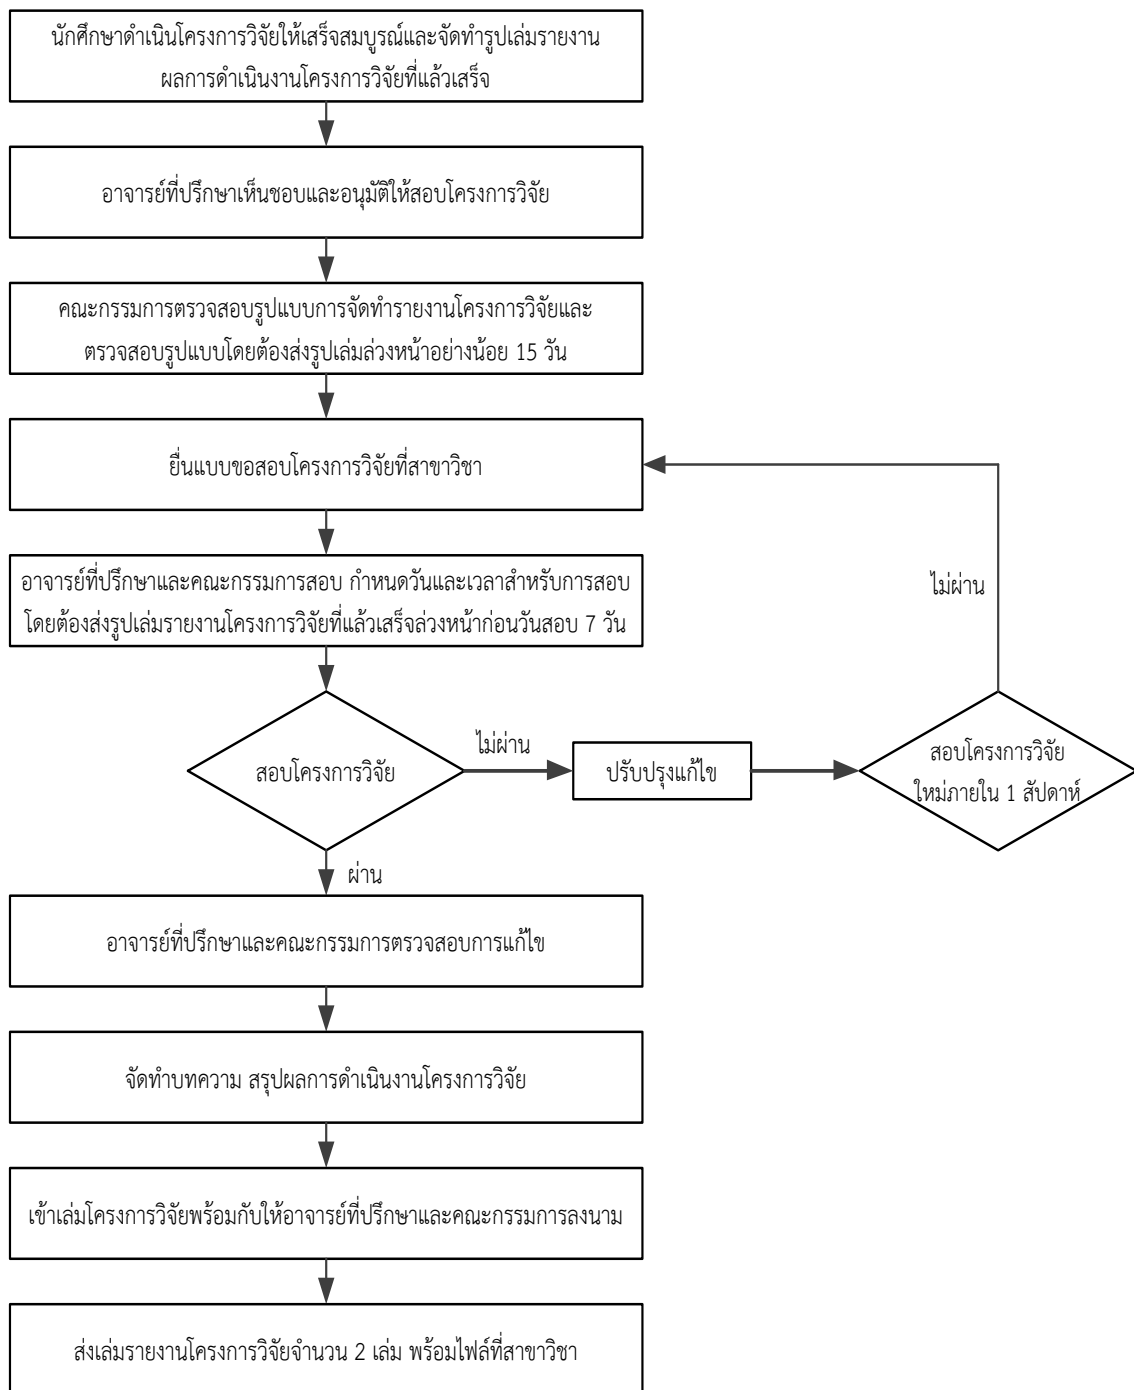 นักศึกษาดำเนินโครงการวิจัยให้เสร็จสมบูรณ์และจัดทำรูปเล่มรายงาน
ผลการดำเนินงานโครงการวิจัยที่แล้วเสร็จ
อาจารย์ที่ปรึกษาเห็นชอบและอนุมัติให้สอบโครงการวิจัย
คณะกรรมการตรวจสอบรูปแบบการจัดทำรายงานโครงการวิจัยและ
ตรวจสอบรูปแบบโดยต้องส่งรูปเล่มล่วงหน้าอย่างน้อย 15 วัน
ยื่นแบบขอสอบโครงการวิจัยที่สาขาวิชา
อาจารย์ที่ปรึกษาและคณะกรรมการสอบ กำหนดวันและเวลาสำหรับการสอบ
โดยต้องส่งรูปเล่มรายงานโครงการวิจัยที่แล้วเสร็จล่วงหน้าก่อนวันสอบ 7 วัน
ไม่ผ่าน
สอบโครงการวิจัย
ไม่ผ่าน
ปรับปรุงแก้ไข
สอบโครงการวิจัย
ใหม่ภายใน 1 สัปดาห์
ผ่าน
อาจารย์ที่ปรึกษาและคณะกรรมการตรวจสอบการแก้ไข
จัดทำบทความ สรุปผลการดำเนินงานโครงการวิจัย
เข้าเล่มโครงการวิจัยพร้อมกับให้อาจารย์ที่ปรึกษาและคณะกรรมการลงนาม
ส่งเล่มรายงานโครงการวิจัยจำนวน 2 เล่ม พร้อมไฟล์ที่สาขาวิชา